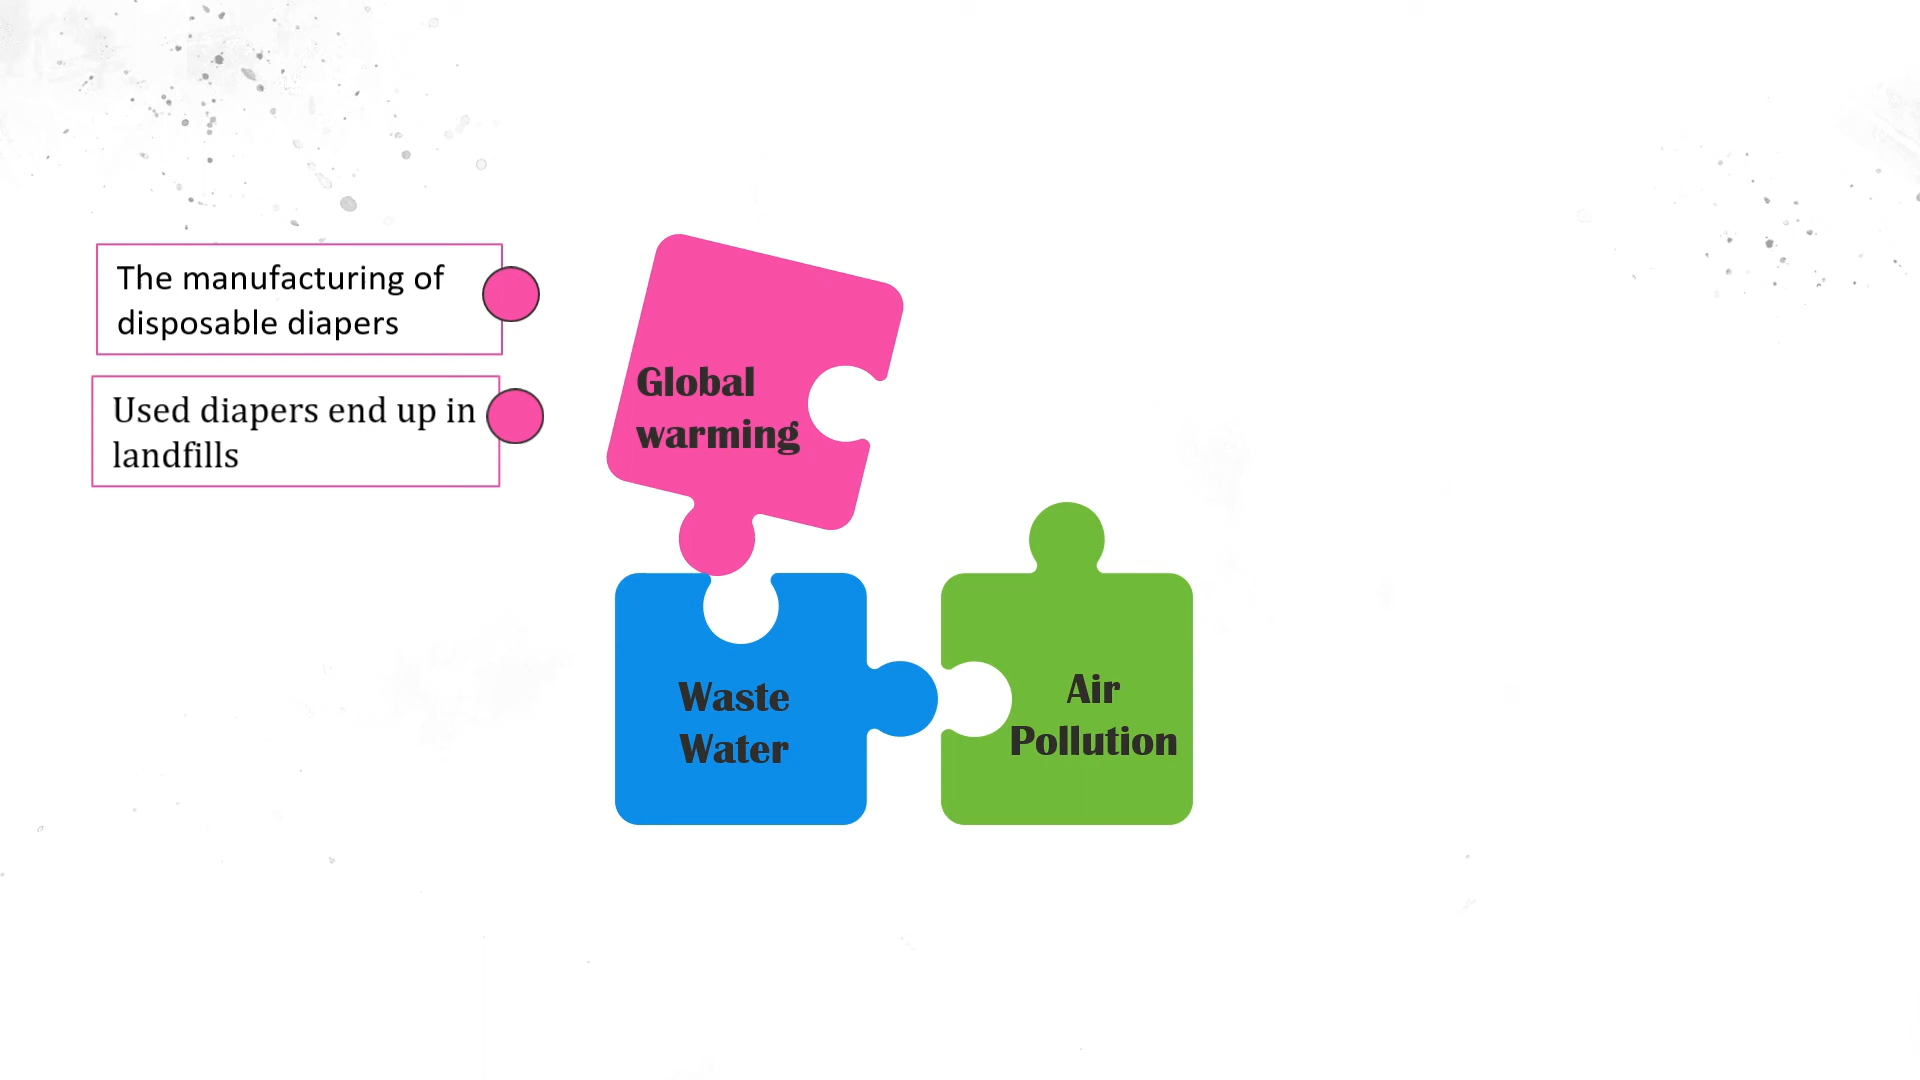 The manufacturing of
disposable diapers
Used diapers end up in
landfills
Global
warming
Waste
Water
Air
Pollution